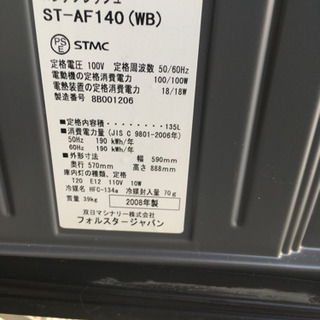 ST-AF140(WB)
PSE STMC
定格電圧 100V 定格周波数 50/60Hz
電動機の定格消費電力 100/100W
電熱装置の定格消費電力 18/18W
製造番号 8B001206
■定格内容積・・・・・・・・・・135L
■消費電力量(JIS C 9801-2006年)
50Hz 190 kWh/年
60Hz 190 kWh/年
■外形寸法 幅 590mm
奥行 570mm 高さ 888mm
庫内灯の種類、定格
T20 E12 110V 10W
冷媒名 HFC-134a 冷媒封入量 70g
質量 39kg 2008年製
双日マシナリー株式会社
フォルスタージャパン